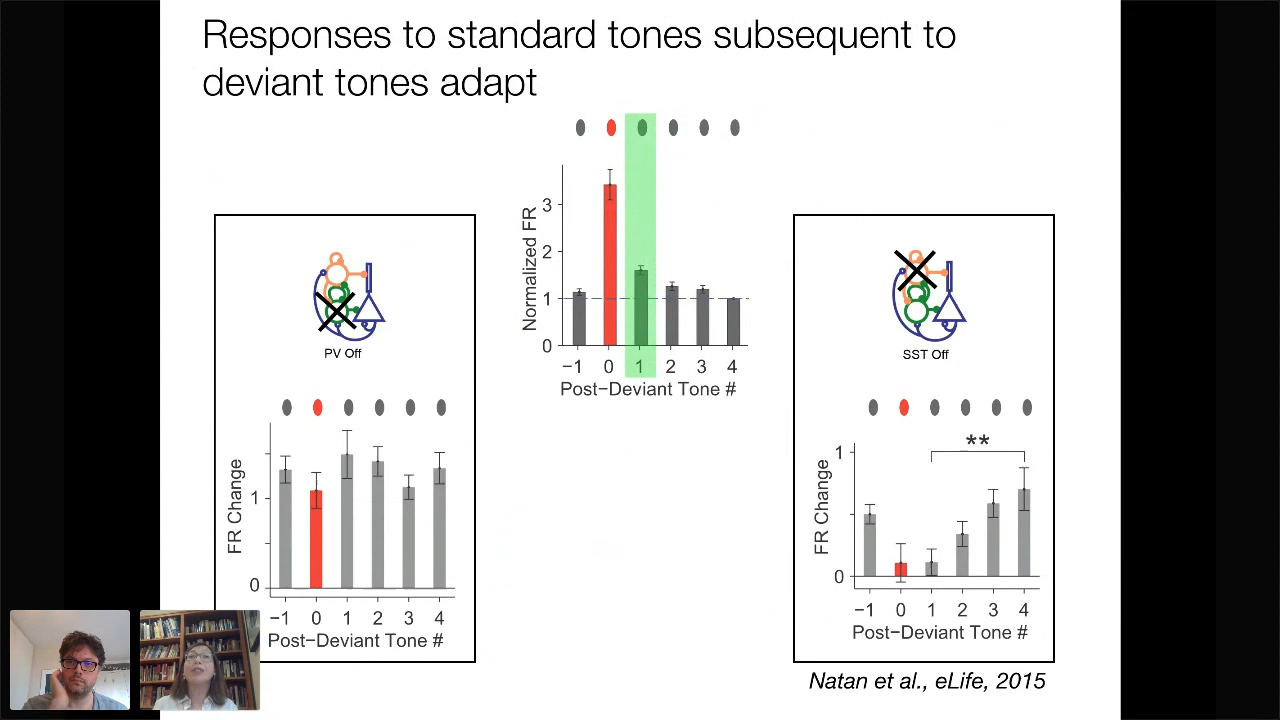 Responses to standard tones subsequent to
deviant tones adapt
Normalized FR
3
2
1
0
−1 0 1 2 3 4
Post−Deviant Tone #
PV Off
FR Change
1
0
−1 0 1 2 3 4
Post−Deviant Tone #
SST Off
**
FR Change
1
0
−1 0 1 2 3 4
Post−Deviant Tone #
Natan et al., eLife, 2015